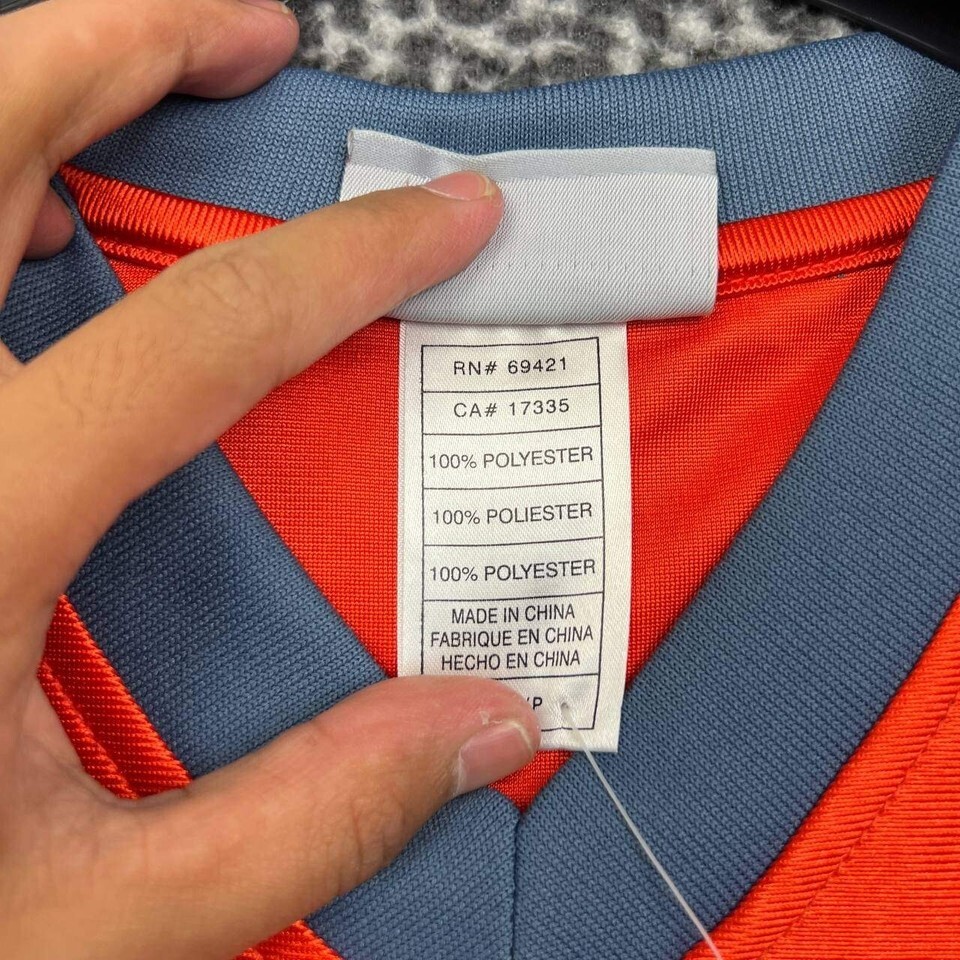 RN# 69421
CA# 17335
100% POLYESTER
100% POLIESTER
100% POLYESTER
MADE IN CHINA
FABRIQUE EN CHINA
HECHO EN CHINA
/P